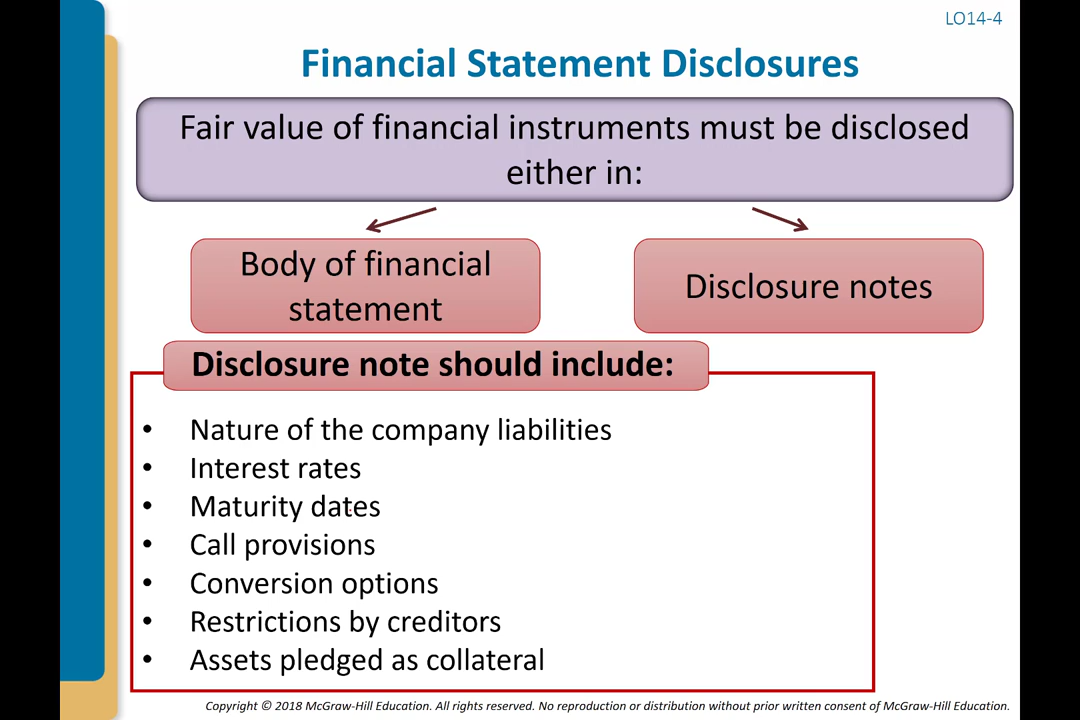 LO14-4
Financial Statement Disclosures
Fair value of financial instruments must be disclosed
either in:
Body of financial
statement
Disclosure notes
Disclosure note should include:
• Nature of the company liabilities
• Interest rates
• Maturity dates
• Call provisions
• Conversion options
• Restrictions by creditors
• Assets pledged as collateral
Copyright © 2018 McGraw-Hill Education. All rights reserved. No reproduction or distribution without prior written consent of McGraw-Hill Education.